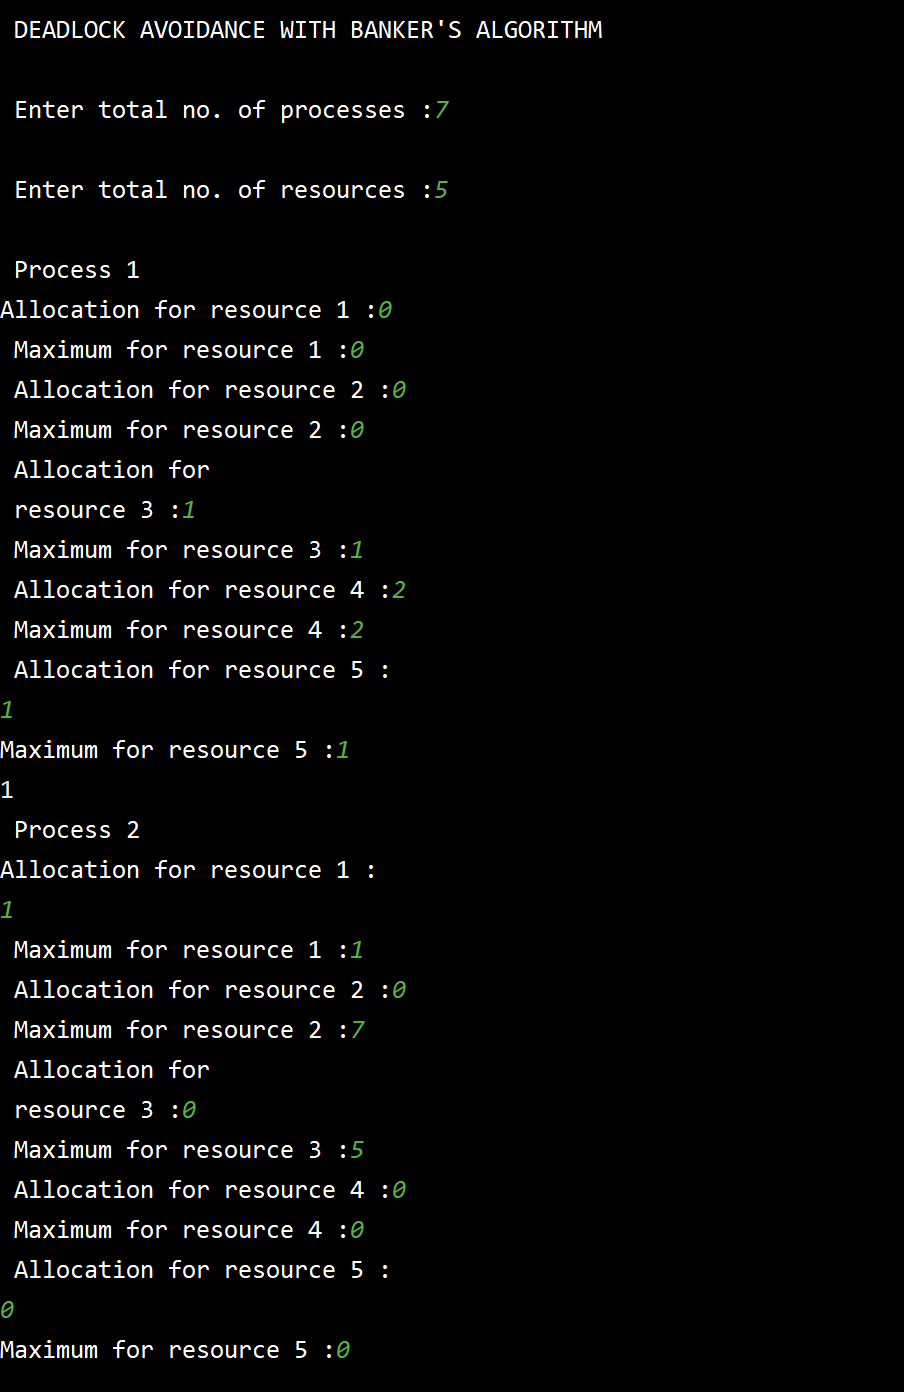 DEADLOCK AVOIDANCE WITH BANKER'S ALGORITHM
Enter total no. of processes :7
Enter total no. of resources :5
Process 1
Allocation for resource 1 :0
Maximum for resource 1 :0
Allocation for resource 2 :0
Maximum for resource 2 :0
Allocation for
resource 3 :1
Maximum for resource 3 :1
Allocation for resource 4 :2
Maximum for resource 4 :2
Allocation for resource 5 :
1
Maximum for resource 5 :1
1
Process 2
Allocation for resource 1 :
1
Maximum for resource 1 :1
Allocation for resource 2 :0
Maximum for resource 2 :7
Allocation for
resource 3 :0
Maximum for resource 3 :5
Allocation for resource 4 :0
Maximum for resource 4 :0
Allocation for resource 5 :
0
Maximum for resource 5 :0